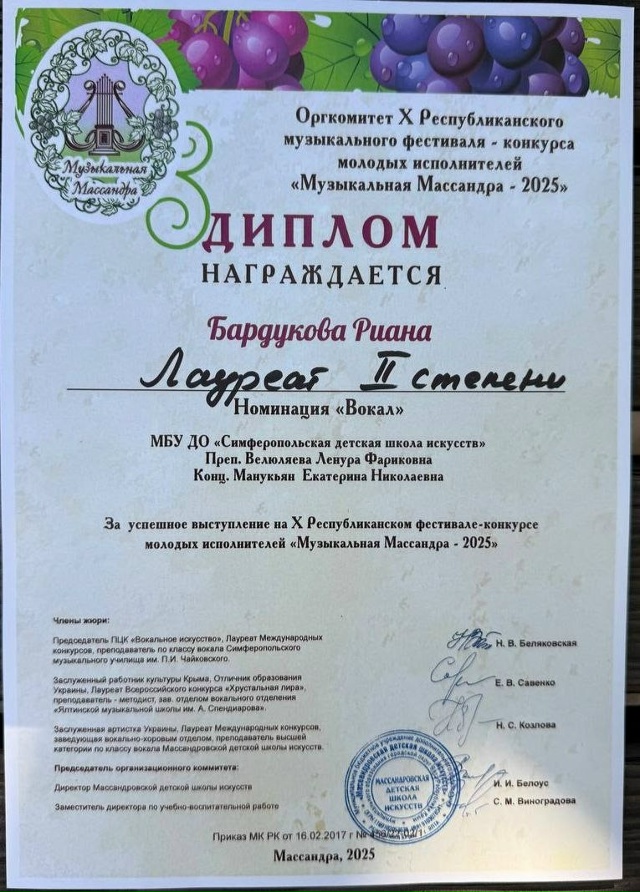 Музыкальная
Массандра
Оргкомитет X Республиканского
музыкального фестиваля - конкурса
молодых исполнителей
«Музыкальная Массандра - 2025»
ДИПЛОМ
НАГРАЖДАЕТСЯ
Бардукова Риана
Лауреат II степени
Номинация «Вокал»
МБУ ДО «Симферопольская детская школа искусств»
Преп. Велюляева Ленура Фариковна
Конц. Манукьян Екатерина Николаевна
За успешное выступление на X Республиканском фестивале-конкурсе
молодых исполнителей «Музыкальная Массандра - 2025»
Члены жюри:
Председатель ПЦК «Вокальное искусство», Лауреат Международных
конкурсов, преподаватель по классу вокала Симферопольского
музыкального училища им. П.И. Чайковского.
Н. В. Беляковская
Заслуженный работник культуры Крыма, Отличник образования
Украины, Лауреат Всероссийского конкурса «Хрустальная лира»,
преподаватель - методист, зав. отделом вокального отделения
«Ялтинской музыкальной школы им. А. Спендиарова».
Е. В. Савенко
Заслуженная артистка Украины, Лауреат Международных конкурсов,
заведующая вокально-хоровым отделом, преподаватель высшей
категории по классу вокала Массандровской детской школы искусств.
Н. С. Козлова
Председатель организационного комитета:
Директор Массандровской детской школы искусств
И. И. Белоус
Заместитель директора по учебно-воспитательной работе
С. М. Виноградова
МАССАНДРОВСКАЯ
ДЕТСКАЯ
ШКОЛА
ИСКУССТВ
Приказ МК РК от 16.02.2017 г №
Массандра, 2025